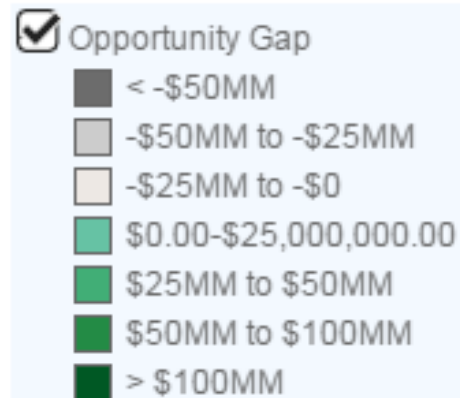 Opportunity Gap
< -$50MM
-$50MM to -$25MM
-$25MM to -$0
$0.00-$25,000,000.00
$25MM to $50MM
$50MM to $100MM
> $100MM